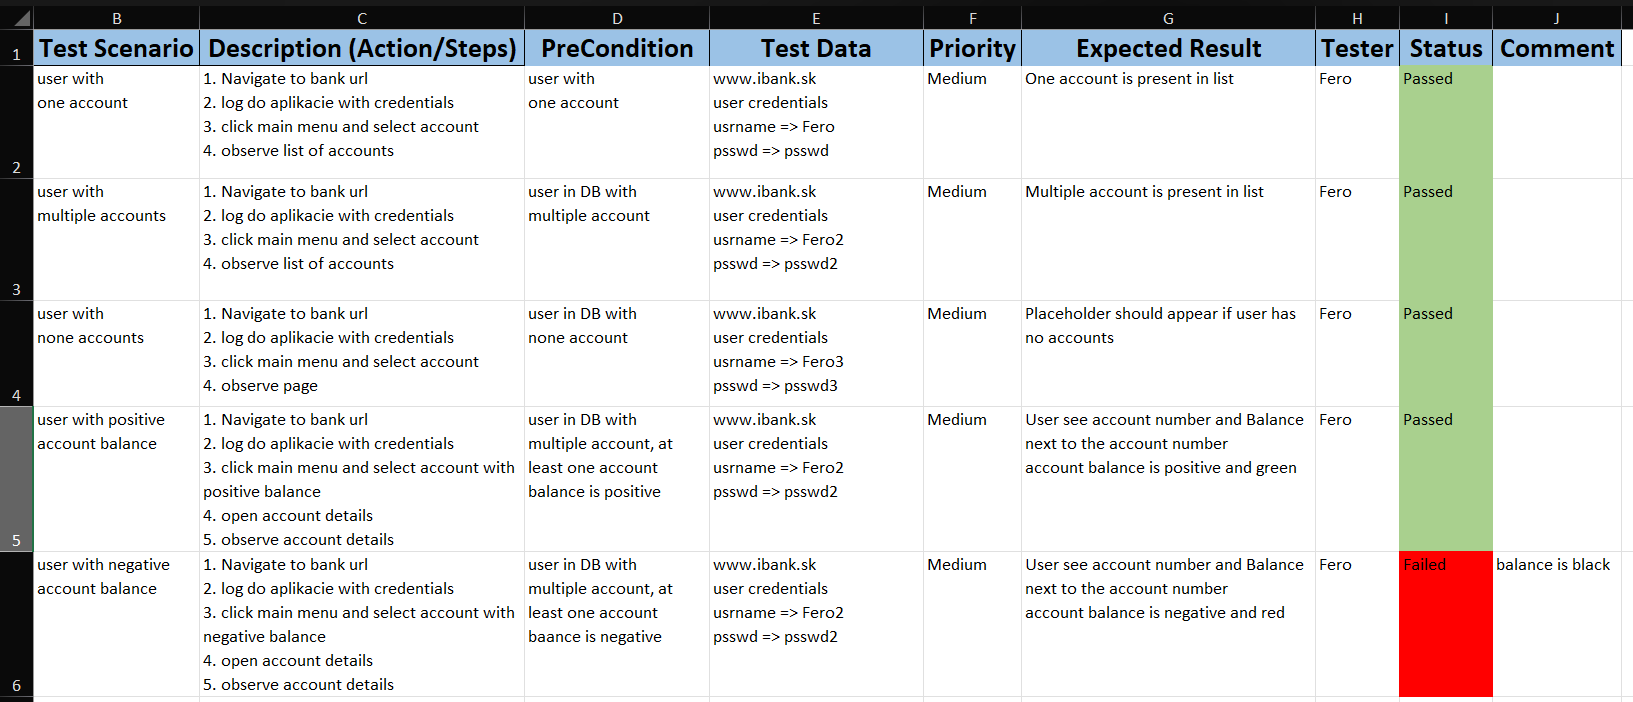 B C D E F G H I J
1 Test Scenario Description (Action/Steps) PreCondition Test Data Priority Expected Result Tester Status Comment
user with 1. Navigate to bank url user with www.ibank.sk Medium One account is present in list Fero Passed
one account 2. log do aplikacie with credentials one account user credentials
3. click main menu and select account usrname => Fero
4. observe list of accounts psswd => psswd
2
user with 1. Navigate to bank url user in DB with www.ibank.sk Medium Multiple account is present in list Fero Passed
multiple accounts 2. log do aplikacie with credentials multiple account user credentials
3. click main menu and select account usrname => Fero2
4. observe list of accounts psswd => psswd2
3
user with 1. Navigate to bank url user in DB with www.ibank.sk Medium Placeholder should appear if user has Fero Passed
none accounts 2. log do aplikacie with credentials none account user credentials no accounts
3. click main menu and select account usrname => Fero3
4. observe page psswd => psswd3
4
user with positive 1. Navigate to bank url user in DB with www.ibank.sk Medium User see account number and Balance Fero Passed
account balance 2. log do aplikacie with credentials multiple account, at user credentials next to the account number
3. click main menu and select account with least one account usrname => Fero2 account balance is positive and green
positive balance balance is positive psswd => psswd2
4. open account details
5 5. observe account details
user with negative 1. Navigate to bank url user in DB with www.ibank.sk Medium User see account number and Balance Fero Failed balance is black
account balance 2. log do aplikacie with credentials multiple account, at user credentials next to the account number
3. click main menu and select account with least one account usrname => Fero2 account balance is negative and red
negative balance baance is negative psswd => psswd2
4. open account details
6 5. observe account details